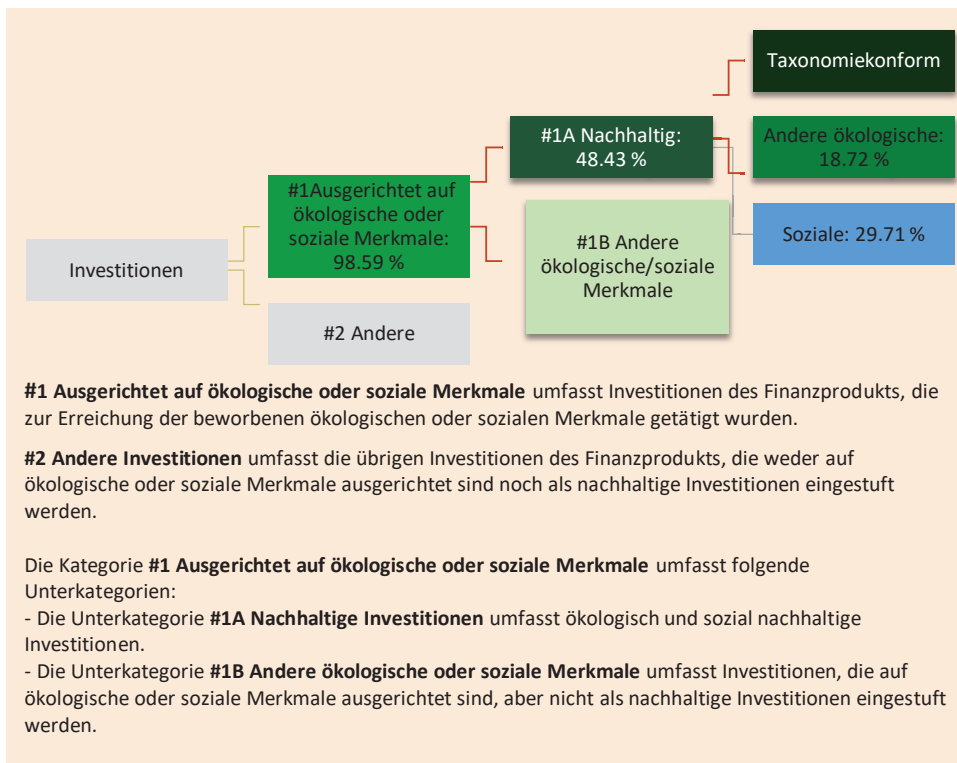 Taxonomiekonform
#1A Nachhaltig:
48.43 %
Andere ökologische:
18.72 %
#1Ausgerichtet auf
ökologische oder
soziale Merkmale:
98.59 %
Soziale: 29.71 %
#1B Andere
ökologische/soziale
Merkmale
Investitionen
#2 Andere
#1 Ausgerichtet auf ökologische oder soziale Merkmale umfasst Investitionen des Finanzprodukts, die
zur Erreichung der beworbenen ökologischen oder sozialen Merkmale getätigt wurden.
#2 Andere Investitionen umfasst die übrigen Investitionen des Finanzprodukts, die weder auf
ökologische oder soziale Merkmale ausgerichtet sind noch als nachhaltige Investitionen eingestuft
werden.
Die Kategorie #1 Ausgerichtet auf ökologische oder soziale Merkmale umfasst folgende
Unterkategorien:
- Die Unterkategorie #1A Nachhaltige Investitionen umfasst ökologisch und sozial nachhaltige
Investitionen.
- Die Unterkategorie #1B Andere ökologische oder soziale Merkmale umfasst Investitionen, die auf
ökologische oder soziale Merkmale ausgerichtet sind, aber nicht als nachhaltige Investitionen eingestuft
werden.